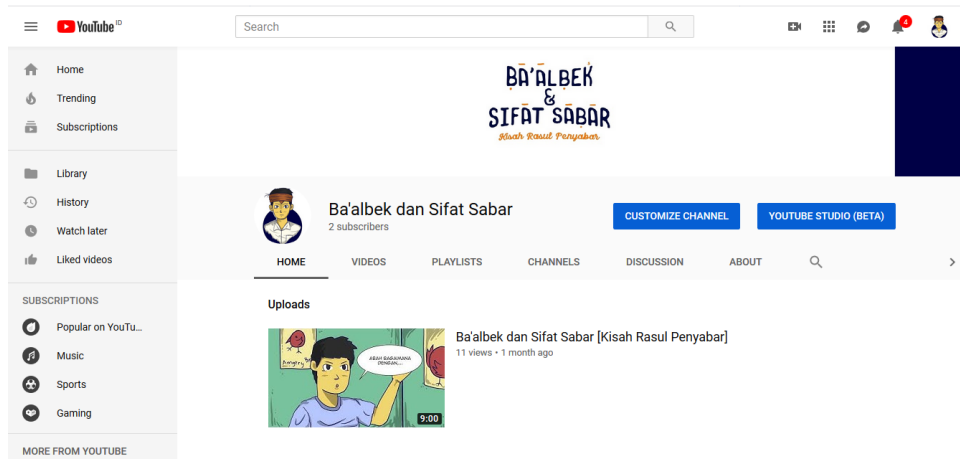 YouTube ID
Search
4
Home
Trending
Subscriptions
Library
History
Watch later
Liked videos
SUBSCRIPTIONS
Popular on YouTu...
Music
Sports
Gaming
MORE FROM YOUTUBE
BA'ALBEK
&
SIFAT SABAR
Kisah Rasul Penyabar
Ba'albek dan Sifat Sabar
2 subscribers
CUSTOMIZE CHANNEL
YOUTUBE STUDIO (BETA)
HOME VIDEOS PLAYLISTS CHANNELS DISCUSSION ABOUT
Uploads
ABAH BAGAIMANA
DENGAN....
9:00
Ba'albek dan Sifat Sabar [Kisah Rasul Penyabar]
11 views • 1 month ago